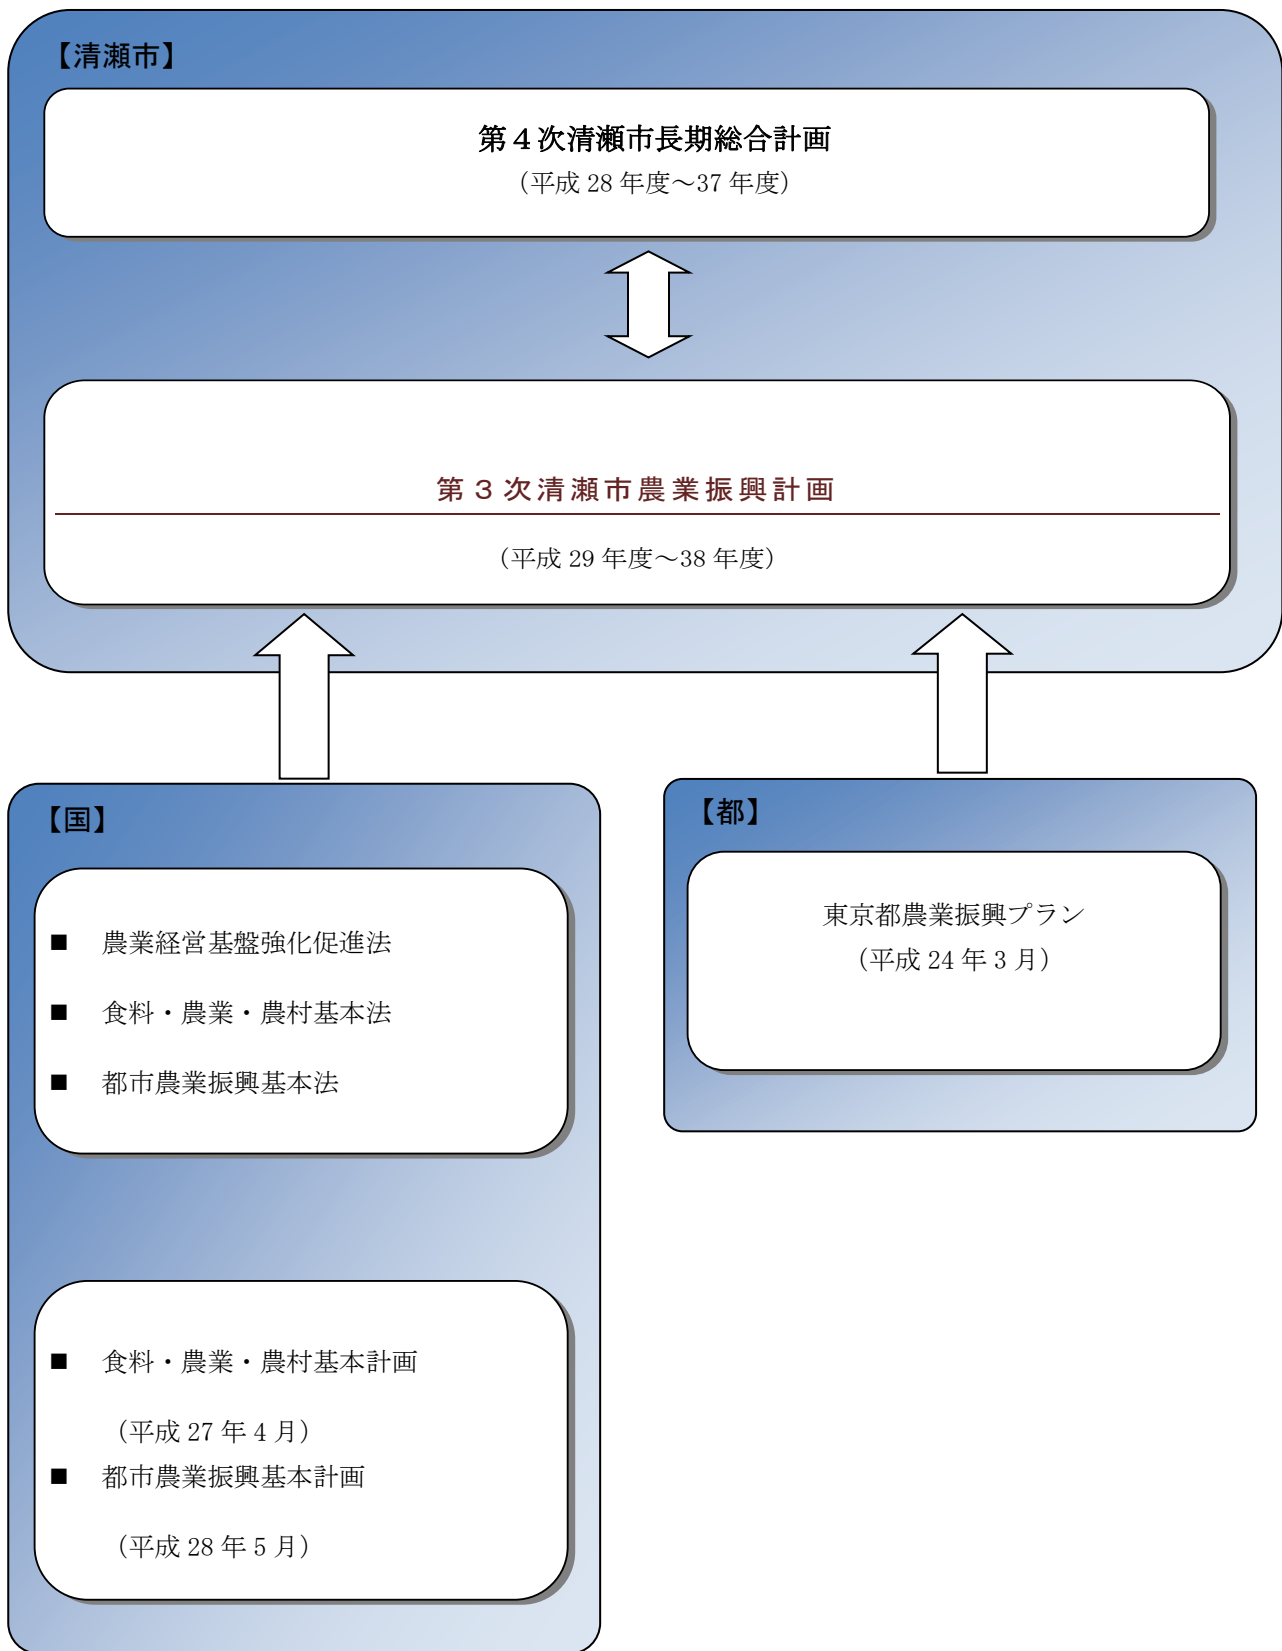 【清瀬市】
第４次清瀬市長期総合計画
（平成 28 年度～37 年度）
第３次清瀬市農業振興計画
（平成 29 年度～38 年度）
【国】
■ 農業経営基盤強化促進法
■ 食料・農業・農村基本法
■ 都市農業振興基本法
■ 食料・農業・農村基本計画
（平成 27 年 4 月）
■ 都市農業振興基本計画
（平成 28 年 5 月）
【都】
東京都農業振興プラン
（平成 24 年 3 月）